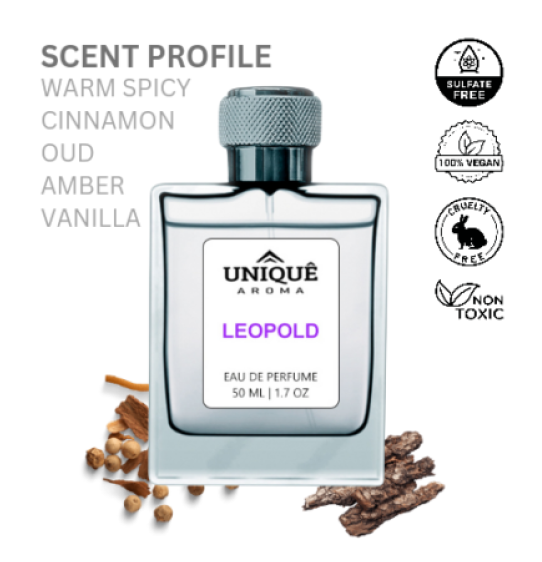 SCENT PROFILE
WARM SPICY
CINNAMON
OUD
AMBER
VANILLA
SULFATE
FREE
100% VEGAN
CRUELTY
FREE
NON
TOXIC
UNIQUÊ
AROMA
LEOPOLD
EAU DE PERFUME
50 ML | 1.7 OZ